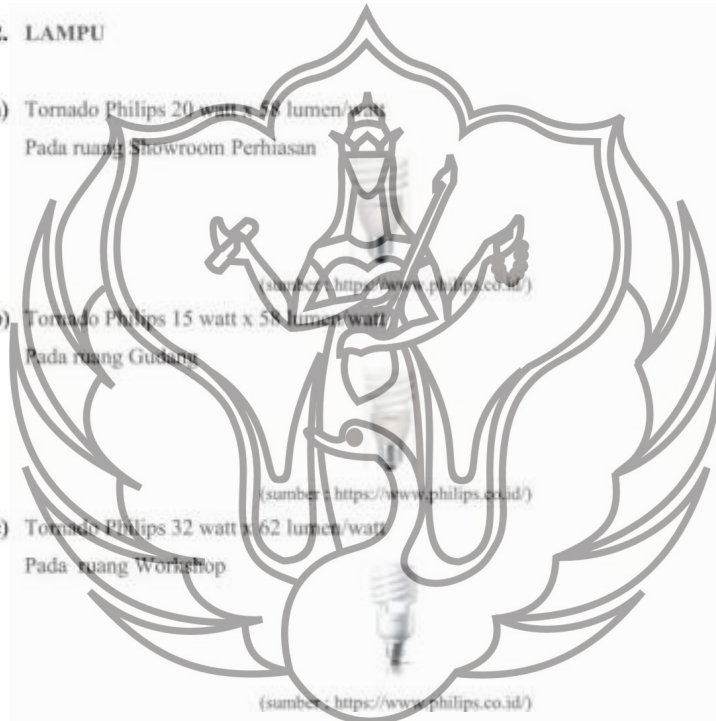 2. LAMPU
a) Tornado Philips 20 watt x 58 lumen/watt
Pada ruang Showroom Perhiasan
(sumber : https://www.philips.co.id/)
b) Tornado Philips 15 watt x 58 lumen/watt
Pada ruang Gudang
(sumber : https://www.philips.co.id/)
c) Tornado Philips 32 watt x 62 lumen/watt
Pada ruang Workshop
(sumber : https://www.philips.co.id/)